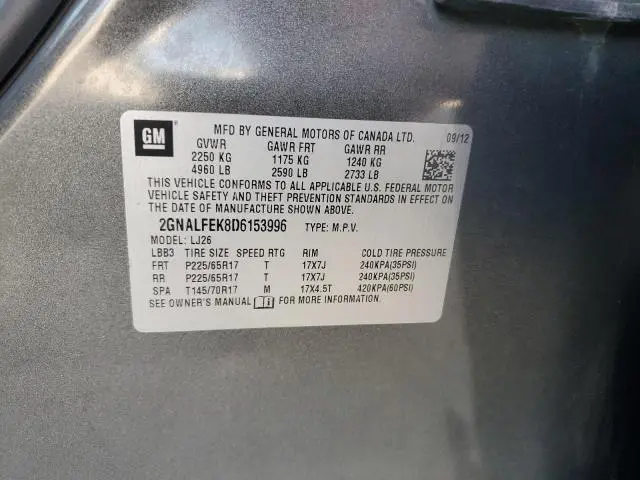 GM
MFD BY GENERAL MOTORS OF CANADA LTD. 09/12
GVWR GAWR FRT GAWR RR
2250 KG 1175 KG 1240 KG
4960 LB 2590 LB 2733 LB
THIS VEHICLE CONFORMS TO ALL APPLICABLE U.S. FEDERAL MOTOR
VEHICLE SAFETY AND THEFT PREVENTION STANDARDS IN EFFECT ON
THE DATE OF MANUFACTURE SHOWN ABOVE.
2GNALFEK8D6153996 TYPE: M.P.V.
MODEL: LJ26
LBB3 TIRE SIZE SPEED RTG RIM COLD TIRE PRESSURE
FRT P225/65R17 T 17X7J 240KPA(35PSI)
RR P225/65R17 T 17X7J 240KPA(35PSI)
SPA T145/70R17 M 17X4.5T 420KPA(60PSI)
SEE OWNER'S MANUAL FOR MORE INFORMATION.